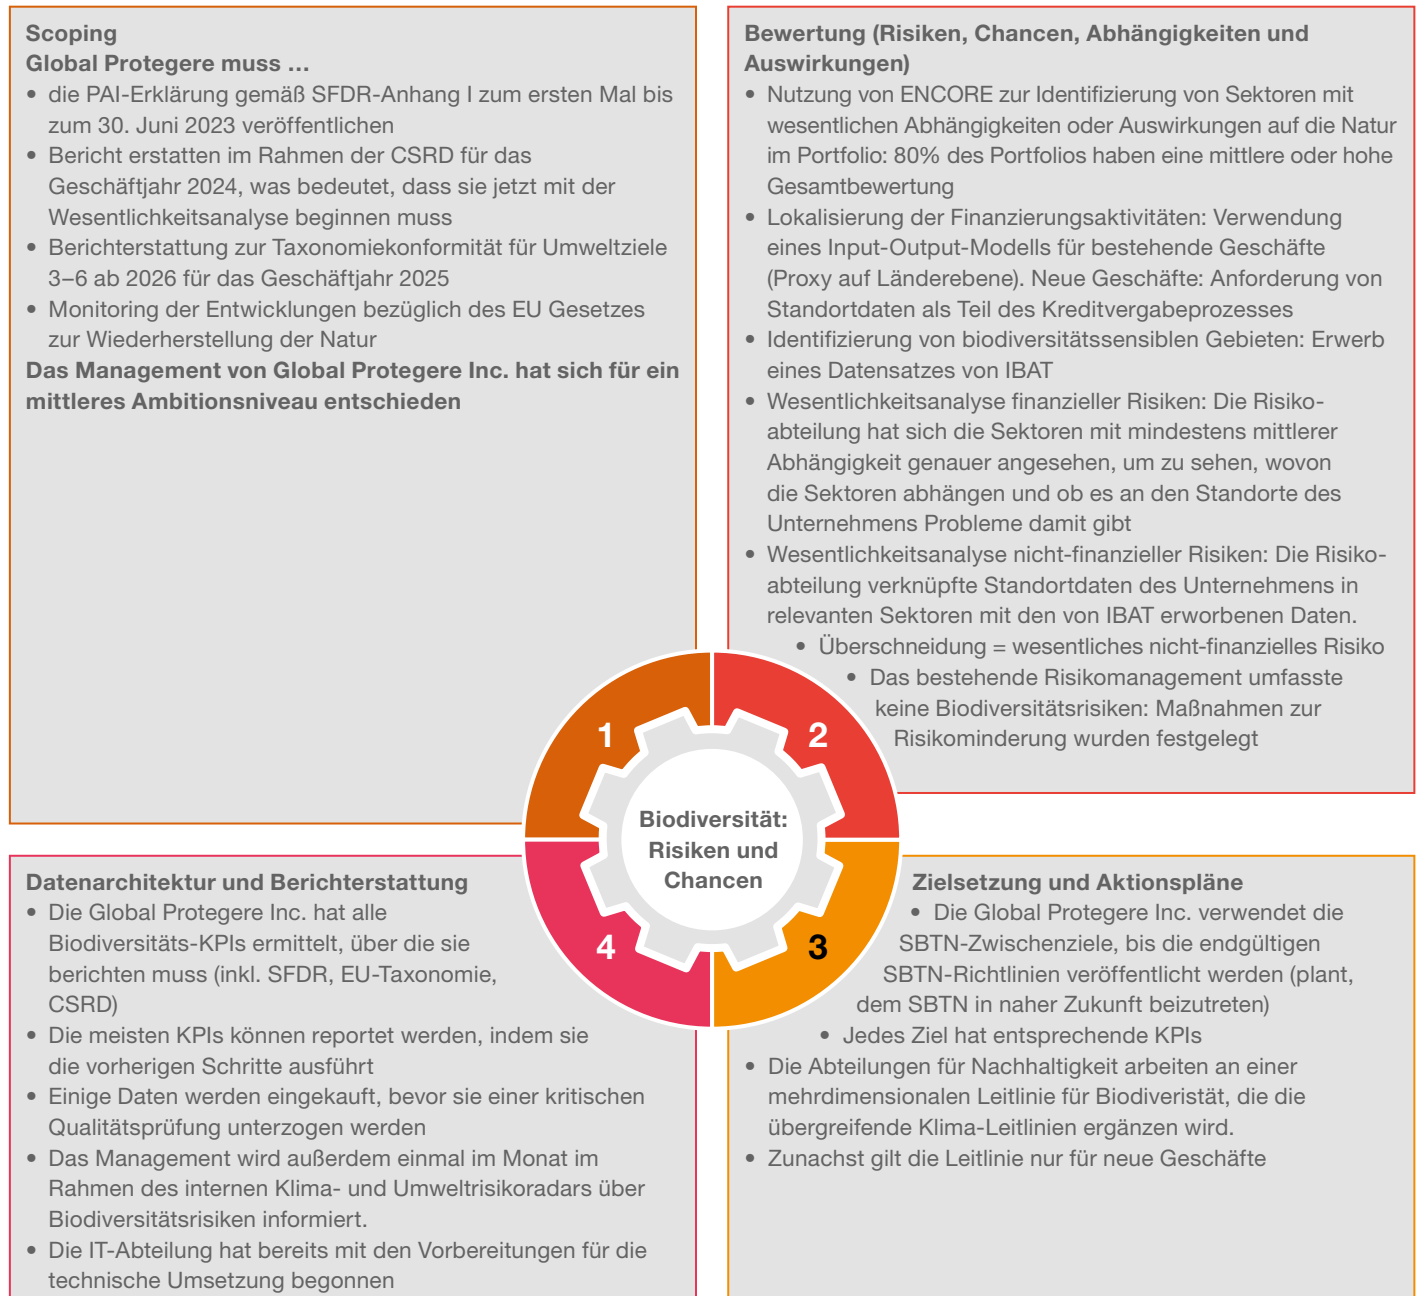 Scoping
Global Protegere muss …
• die PAI-Erklärung gemäß SFDR-Anhang I zum ersten Mal bis
zum 30. Juni 2023 veröffentlichen
• Bericht erstatten im Rahmen der CSRD für das
Geschäftjahr 2024, was bedeutet, dass sie jetzt mit der
Wesentlichkeitsanalyse beginnen muss
• Berichterstattung zur Taxonomiekonformität für Umweltziele
3–6 ab 2026 für das Geschäftjahr 2025
• Monitoring der Entwicklungen bezüglich des EU Gesetzes
zur Wiederherstellung der Natur
Das Management von Global Protegere Inc. hat sich für ein
mittleres Ambitionsniveau entschieden
Bewertung (Risiken, Chancen, Abhängigkeiten und
Auswirkungen)
• Nutzung von ENCORE zur Identifizierung von Sektoren mit
wesentlichen Abhängigkeiten oder Auswirkungen auf die Natur
im Portfolio: 80% des Portfolios haben eine mittlere oder hohe
Gesamtbewertung
• Lokalisierung der Finanzierungsaktivitäten: Verwendung
eines Input-Output-Modells für bestehende Geschäfte
(Proxy auf Länderebene). Neue Geschäfte: Anforderung von
Standortdaten als Teil des Kreditvergabeprozesses
• Identifizierung von biodiversitätssensiblen Gebieten: Erwerb
eines Datensatzes von IBAT
• Wesentlichkeitsanalyse finanzieller Risiken: Die Risiko-
abteilung hat sich die Sektoren mit mindestens mittlerer
Abhängigkeit genauer angesehen, um zu sehen, wovon
die Sektoren abhängen und ob es an den Standorte des
Unternehmens Probleme damit gibt
• Wesentlichkeitsanalyse nicht-finanzieller Risiken: Die Risiko-
abteilung verknüpfte Standortdaten des Unternehmens in
relevanten Sektoren mit den von IBAT erworbenen Daten.
• Überschneidung = wesentliches nicht-finanzielles Risiko
• Das bestehende Risikomanagement umfasste
keine Biodiversitätsrisiken: Maßnahmen zur
Risikominderung wurden festgelegt
1
2
Biodiversität:
Risiken und
Chancen
4
3
Datenarchitektur und Berichterstattung
• Die Global Protegere Inc. hat alle
Biodiversitäts-KPIs ermittelt, über die sie
berichten muss (inkl. SFDR, EU-Taxonomie,
CSRD)
• Die meisten KPIs können reportet werden, indem sie
die vorherigen Schritte ausführt
• Einige Daten werden eingekauft, bevor sie einer kritischen
Qualitätsprüfung unterzogen werden
• Das Management wird außerdem einmal im Monat im
Rahmen des internen Klima- und Umweltrisikoradars über
Biodiversitätsrisiken informiert.
• Die IT-Abteilung hat bereits mit den Vorbereitungen für die
technische Umsetzung begonnen
Zielsetzung und Aktionspläne
• Die Global Protegere Inc. verwendet die
SBTN-Zwischenziele, bis die endgültigen
SBTN-Richtlinien veröffentlicht werden (plant,
dem SBTN in naher Zukunft beizutreten)
• Jedes Ziel hat entsprechende KPIs
• Die Abteilungen für Nachhaltigkeit arbeiten an einer
mehrdimensionalen Leitlinie für Biodiveristät, die die
übergreifende Klima-Leitlinien ergänzen wird.
• Zunachst gilt die Leitlinie nur für neue Geschäfte